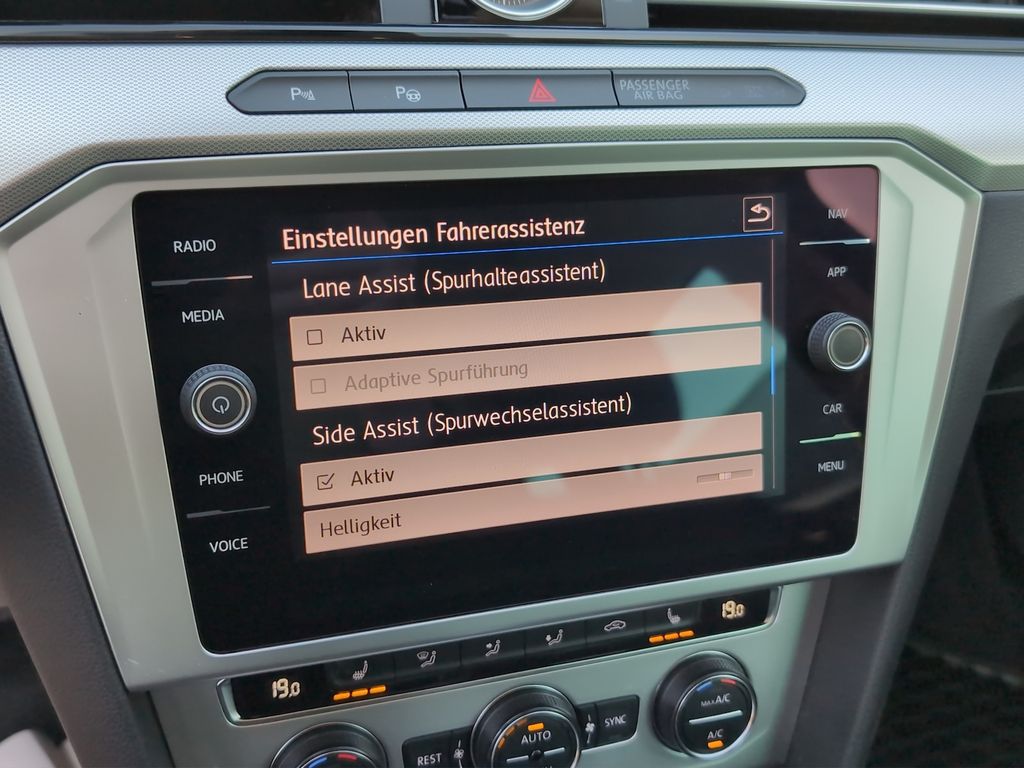 P P PASSENGER
AIR BAG
RADIO
MEDIA
PHONE
VOICE
Einstellungen Fahrerassistenz
Lane Assist (Spurhalteassistent)
Aktiv
Adaptive Spurführung
Side Assist (Spurwechselassistent)
Aktiv
Helligkeit
NAV
APP
CAR
MENU
19.0
19.0
REST
AUTO
SYNC
MAX A/C
A/C